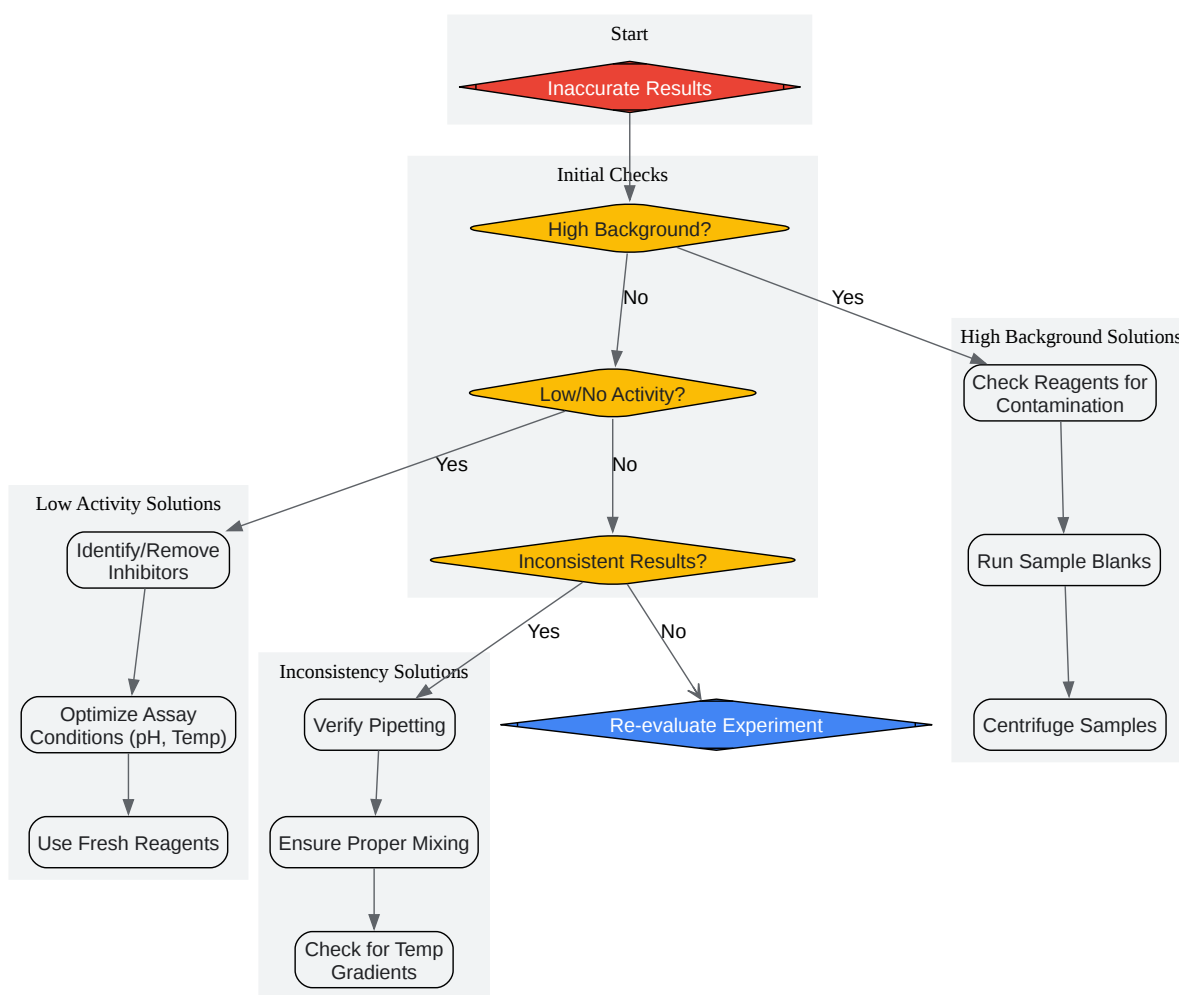 Start
Inaccurate Results
Initial Checks
High Background?
No
Yes
High Background Solutions
Check Reagents for
Contamination
Low/No Activity?
Yes
No
Low Activity Solutions
Identify/Remove
Inhibitors
Inconsistent Results?
Run Sample Blanks
Yes
No
Inconsistency Solutions
Optimize Assay
Conditions (pH, Temp)
Verify Pipetting
Re-evaluate Experiment
Centrifuge Samples
Use Fresh Reagents
Ensure Proper Mixing
Check for Temp
Gradients